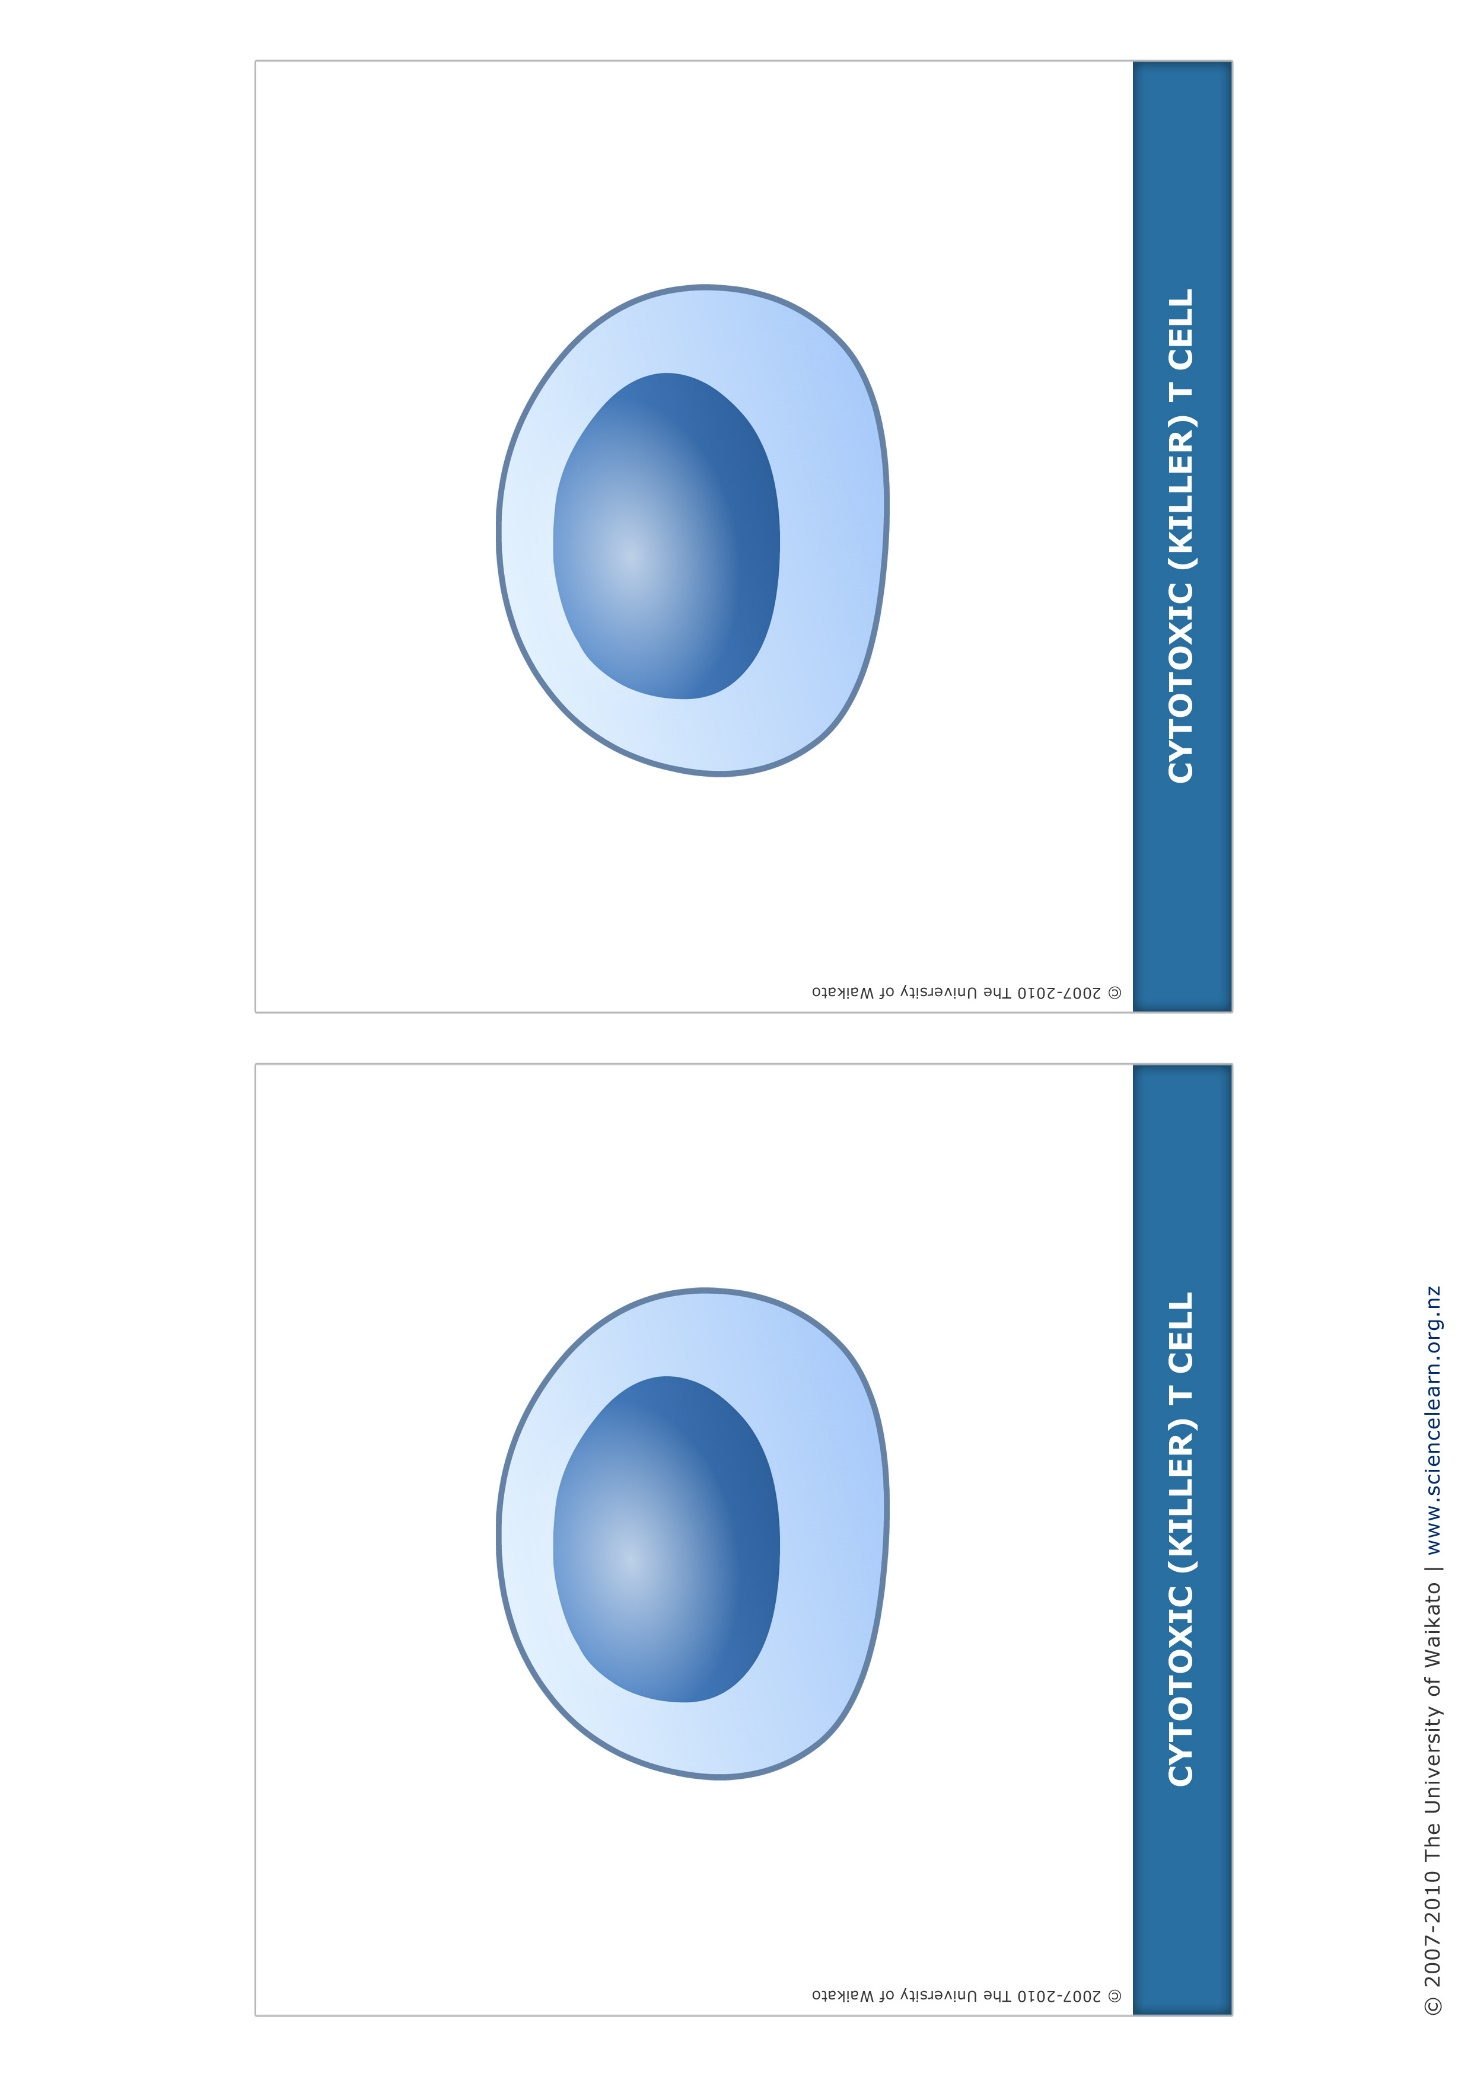 CYTOTOXIC (KILLER) T CELL
© 2007-2010 The University of Waikato
CYTOTOXIC (KILLER) T CELL
© 2007-2010 The University of Waikato
© 2007-2010 The University of Waikato | www.sciencelearn.org.nz